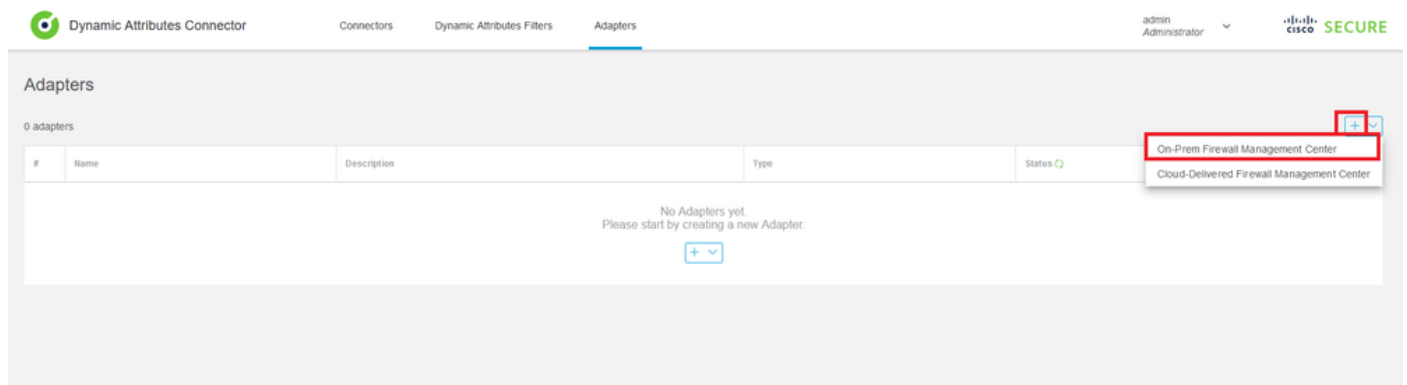 Dynamic Attributes Connector
Connectors
Dynamic Attributes Filters
Adapters
admin
Administrator
cisco SECURE
Adapters
0 adapters
On-Prem Firewall Management Center
Cloud-Delivered Firewall Management Center
# Name Description Type Status
No Adapters yet.
Please start by creating a new Adapter.